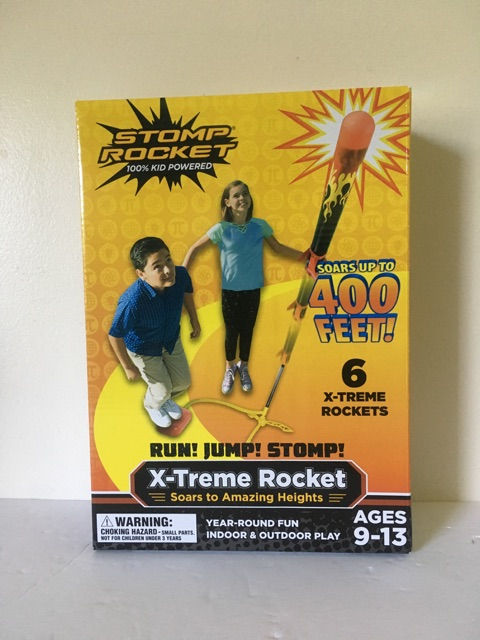 STOMP®
ROCKET
100% KID POWERED
SOARS UP TO
400
FEET!
6
X-TREME
ROCKETS
RUN! JUMP! STOMP!
X-Treme Rocket
Soars to Amazing Heights
WARNING:
CHOKING HAZARD - SMALL PARTS.
NOT FOR CHILDREN UNDER 3 YEARS
YEAR-ROUND FUN
INDOOR & OUTDOOR PLAY
AGES
9-13